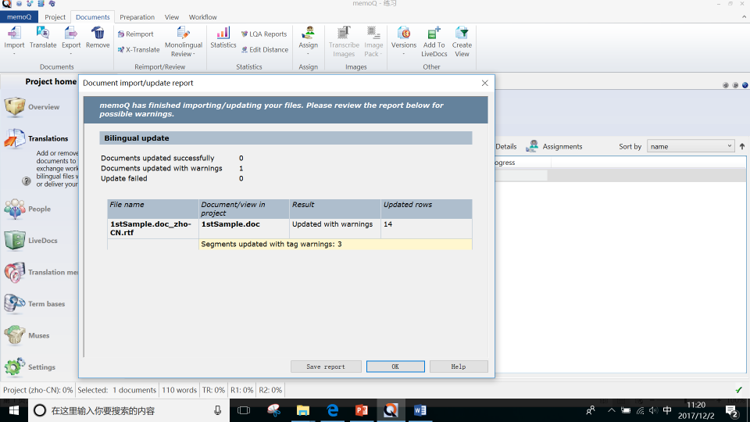 memoQ - 练习
memoQ Project Documents Preparation View Workflow
Import Translate Export Remove
Reimport
X-Translate
Monolingual Review
Statistics
LQA Reports
Edit Distance
Assign
Transcribe Images
Image Pack
Versions
Add To LiveDocs
Create View
Documents Reimport/Review Statistics Assign Images Other
Project home
Overview
Translations
Add or remov
documents to
exchange work
bilingual files w
or deliver your
People
LiveDocs
Translation mem
Term bases
Muses
Settings
Details Assignments Sort by name
ogress
Document import/update report
memoQ has finished importing/updating your files. Please review the report below for
possible warnings.
Bilingual update
Documents updated successfully 0
Documents updated with warnings 1
Update failed 0
File name Document/view in project Result Updated rows
1stSample.doc_zho-CN.rtf 1stSample.doc Updated with warnings 14
Segments updated with tag warnings: 3
Save report OK Help
Project (zho-CN): 0% Selected: 1 documents 110 words TR: 0% R1: 0% R2: 0%
在这里输入你要搜索的内容
中
11:20
2017/12/2
2